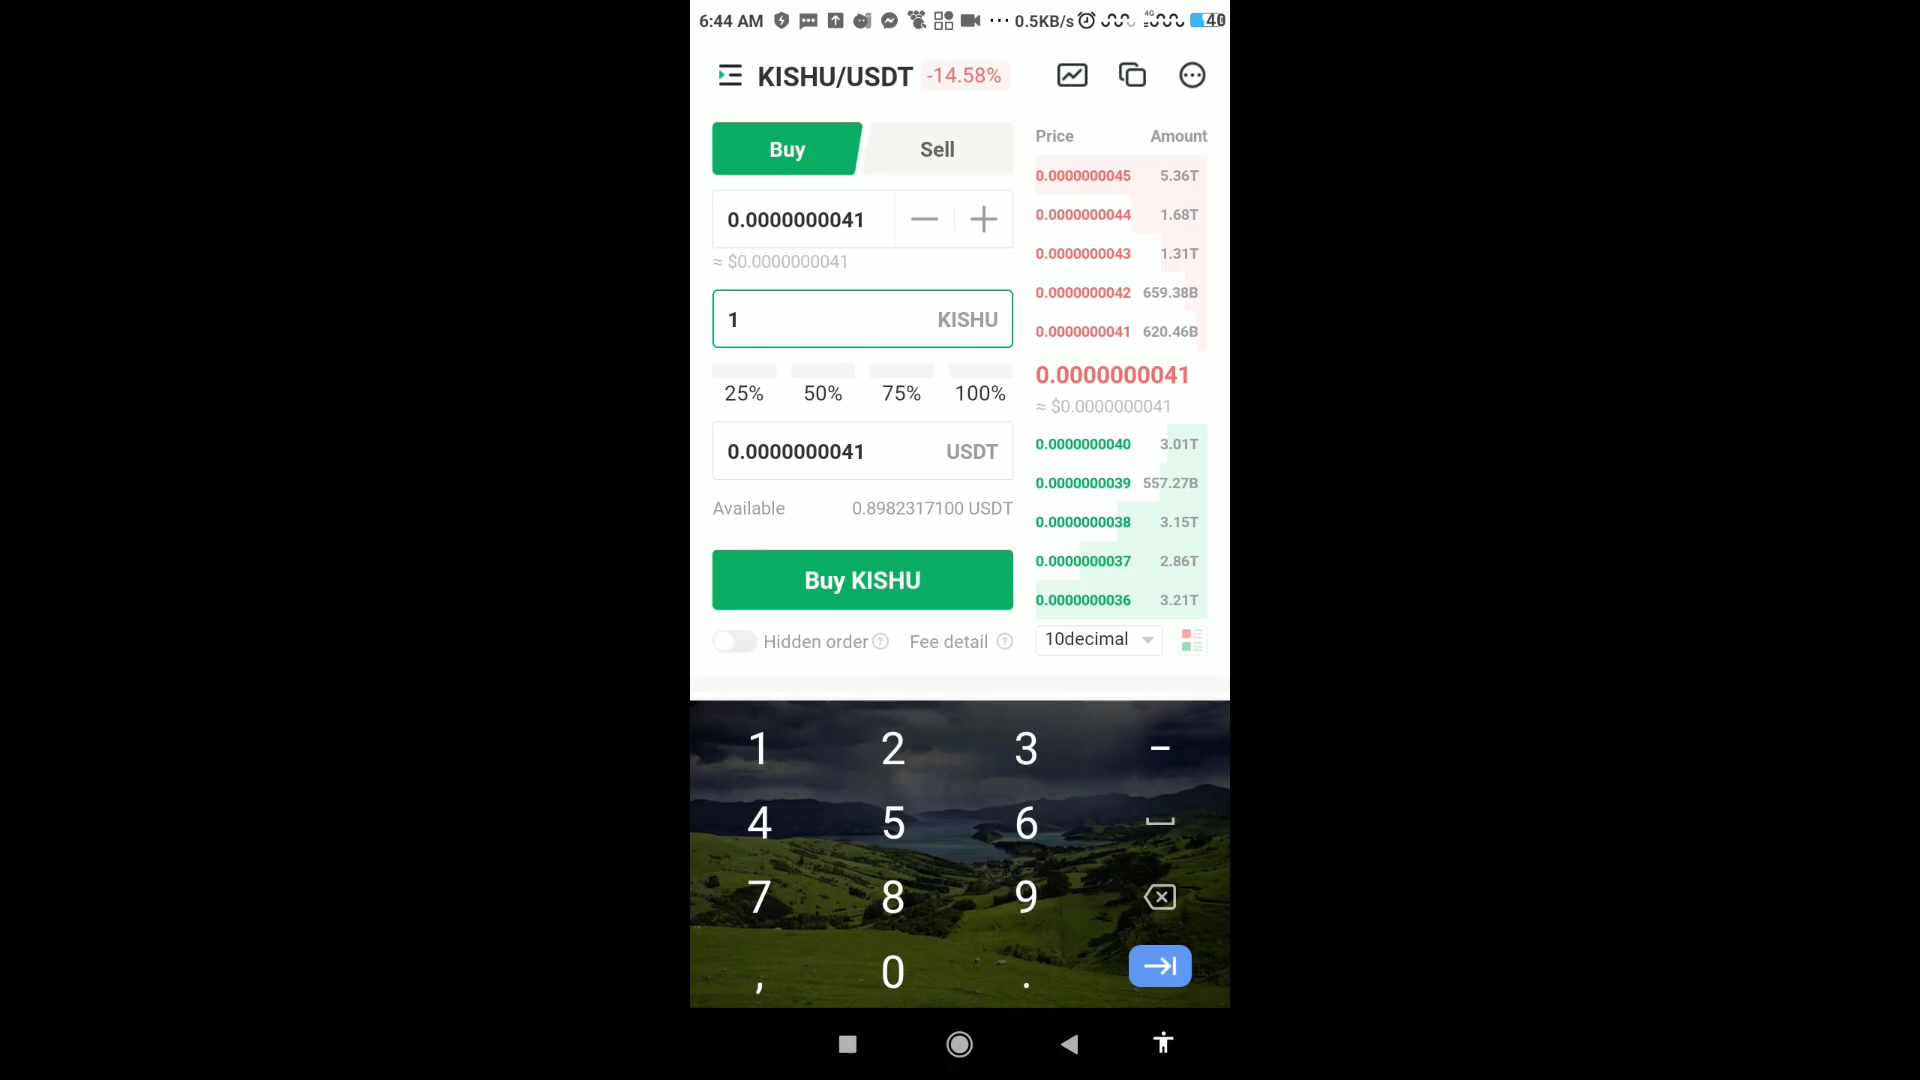 6:44 AM ... 0.5KB/s 4G 40
KISHU/USDT -14.58%
Buy Sell
0.0000000041
≈ $0.0000000041
1 KISHU
25% 50% 75% 100%
0.0000000041 USDT
Available 0.8982317100 USDT
Buy KISHU
Hidden order ? Fee detail ?
Price Amount
0.0000000045 5.36T
0.0000000044 1.68T
0.0000000043 1.31T
0.0000000042 659.38B
0.0000000041 620.46B
0.0000000041
≈ $0.0000000041
0.0000000040 3.01T
0.0000000039 557.27B
0.0000000038 3.15T
0.0000000037 2.86T
0.0000000036 3.21T
10decimal
1 2 3 –
4 5 6
7 8 9
, 0 .